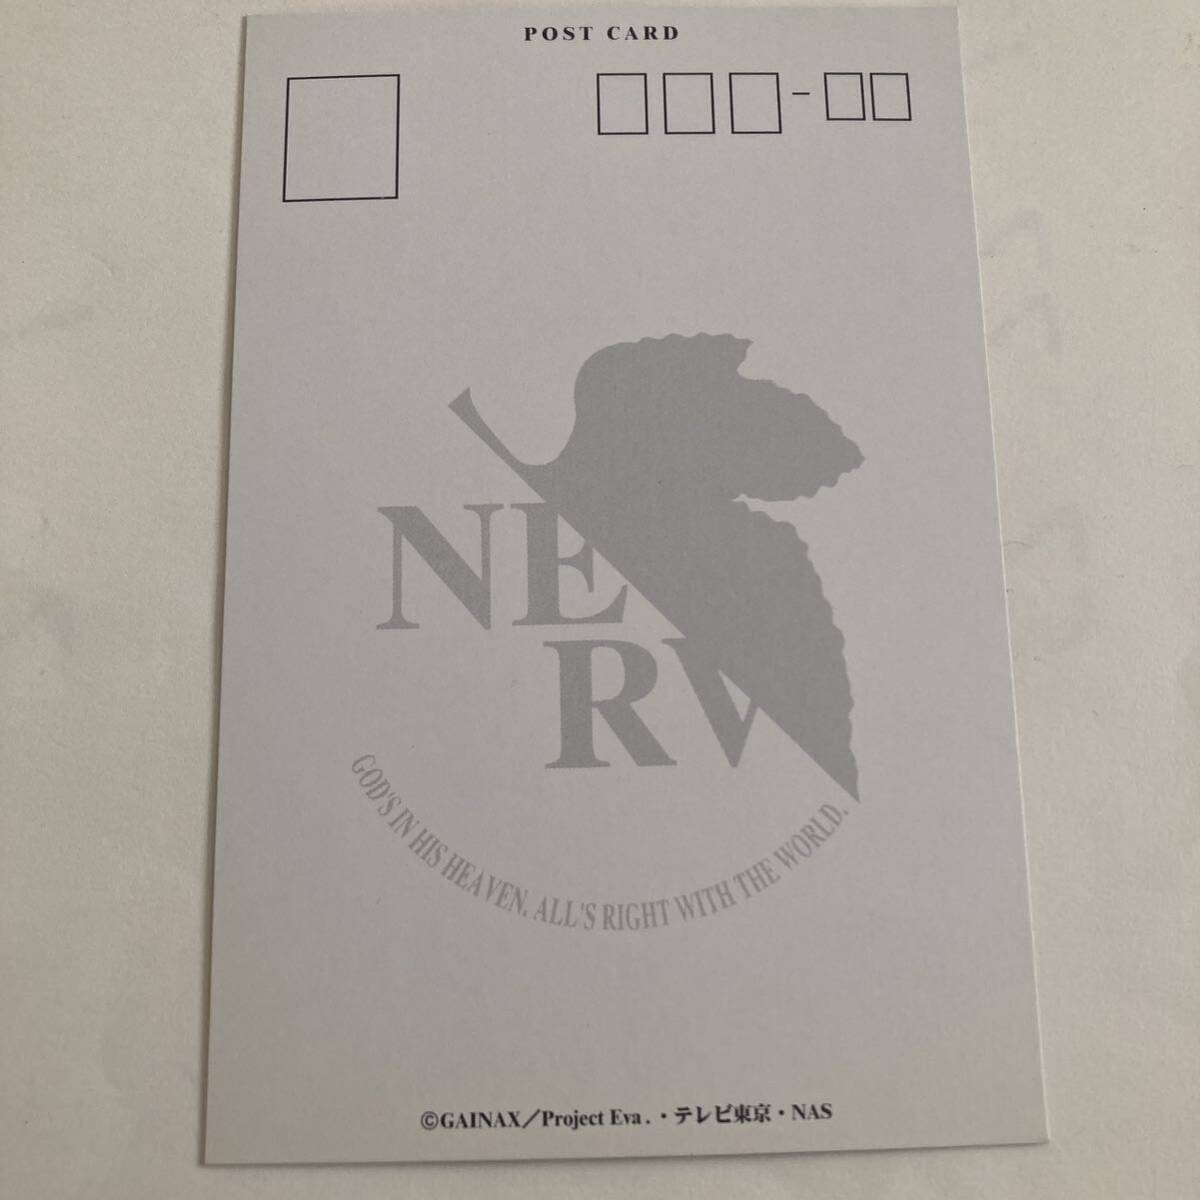 POST CARD
NE
RV
GOD'S IN HIS HEAVEN. ALL'S RIGHT WITH THE WORLD.
©GAINAX／Project Eva.・テレビ東京・NAS